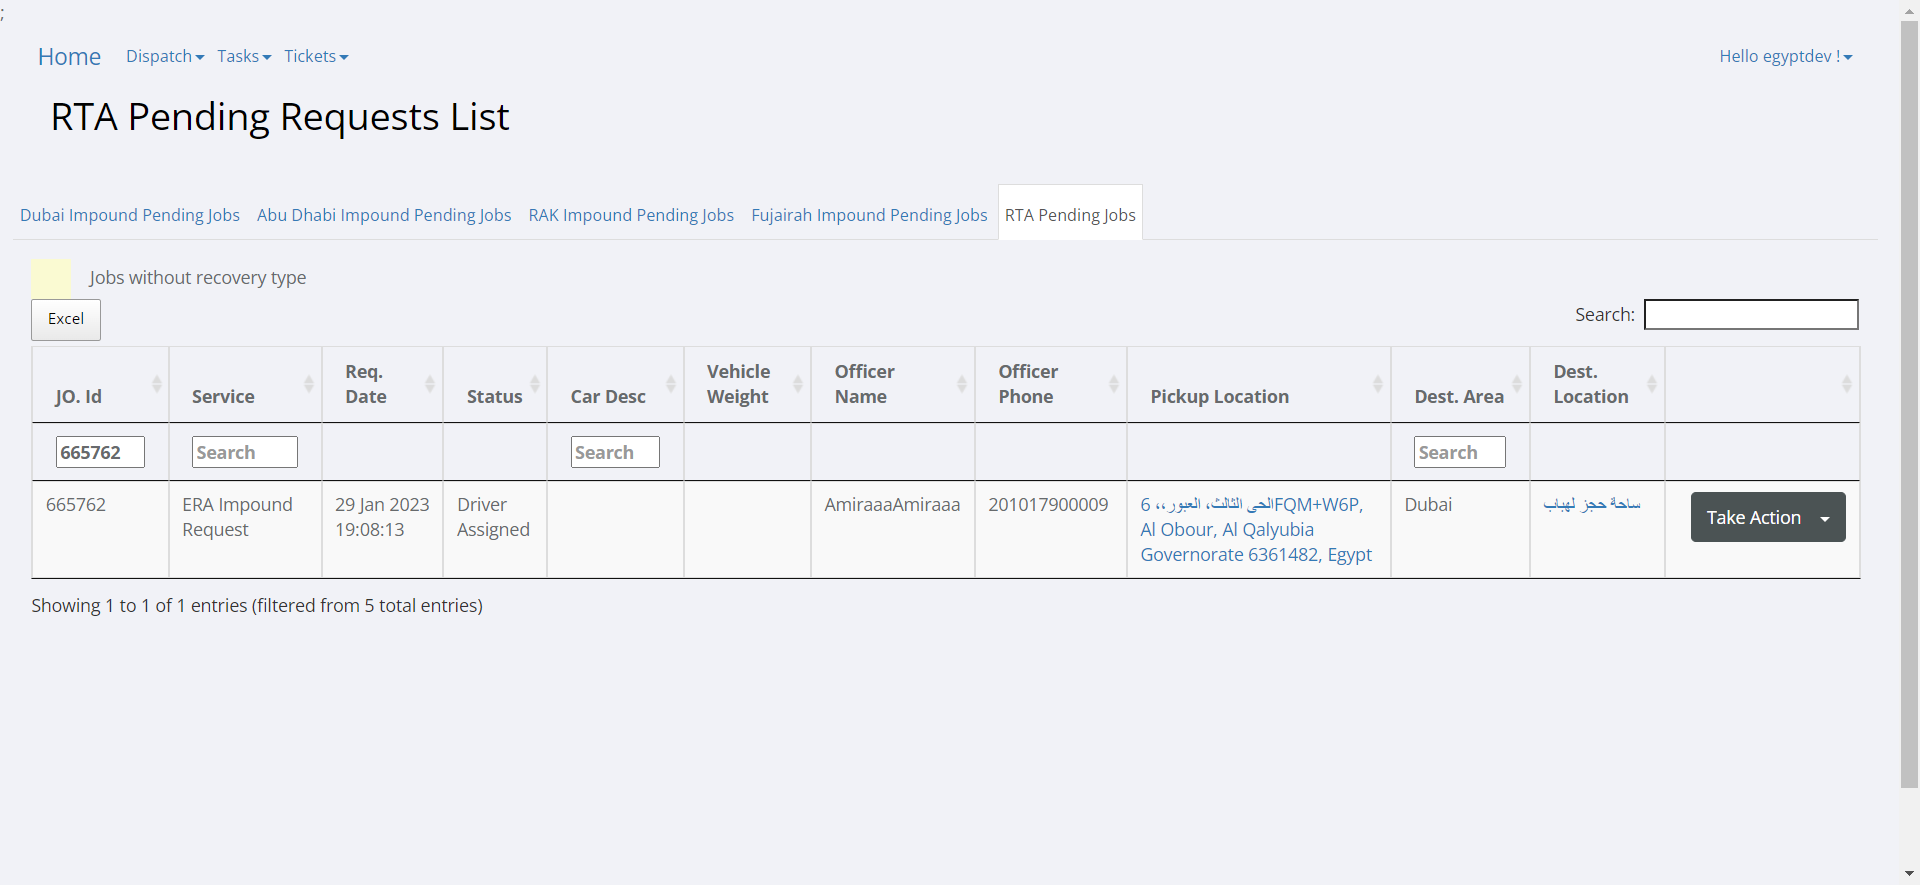 ;
Home Dispatch Tasks Tickets Hello egyptdev !
RTA Pending Requests List
Dubai Impound Pending Jobs Abu Dhabi Impound Pending Jobs RAK Impound Pending Jobs Fujairah Impound Pending Jobs RTA Pending Jobs
Jobs without recovery type
Excel
Search:
JO. Id
Service
Req.
Date
Status
Car Desc
Vehicle
Weight
Officer
Name
Officer
Phone
Pickup Location
Dest. Area
Dest.
Location
665762
Search
Search
Search
665762
ERA Impound
Request
29 Jan 2023
19:08:13
Driver
Assigned
AmiraaaAmiraaa
201017900009
6 الحى الثالث، العبور،،FQM+W6P,
Al Obour, Al Qalyubia
Governorate 6361482, Egypt
Dubai
ساحة حجز لهباب
Take Action
Showing 1 to 1 of 1 entries (filtered from 5 total entries)